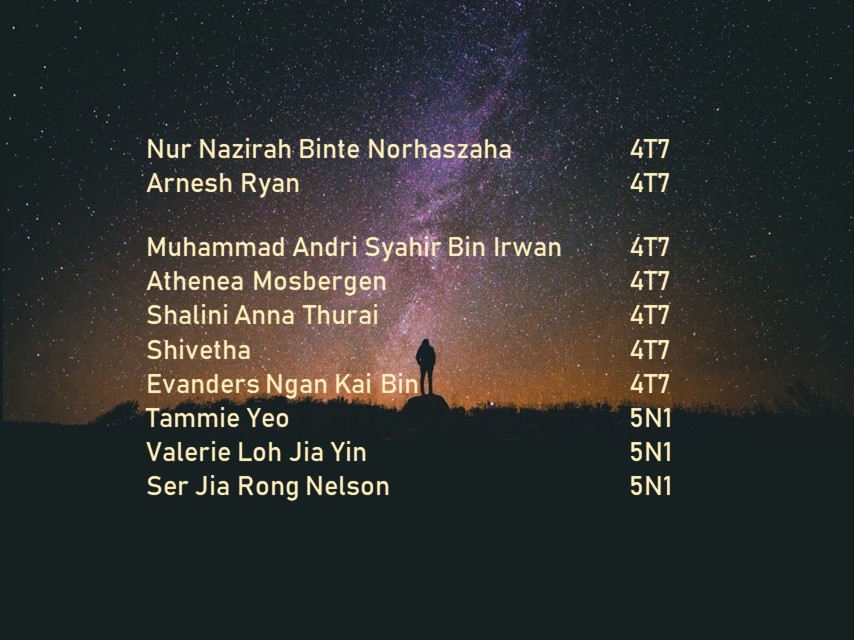 Nur Nazirah Binte Norhaszaha 4T7
Arnesh Ryan 4T7
Muhammad Andri Syahir Bin Irwan 4T7
Athenea Mosbergen 4T7
Shalini Anna Thurai 4T7
Shivetha 4T7
Evanders Ngan Kai Bin 4T7
Tammie Yeo 5N1
Valerie Loh Jia Yin 5N1
Ser Jia Rong Nelson 5N1